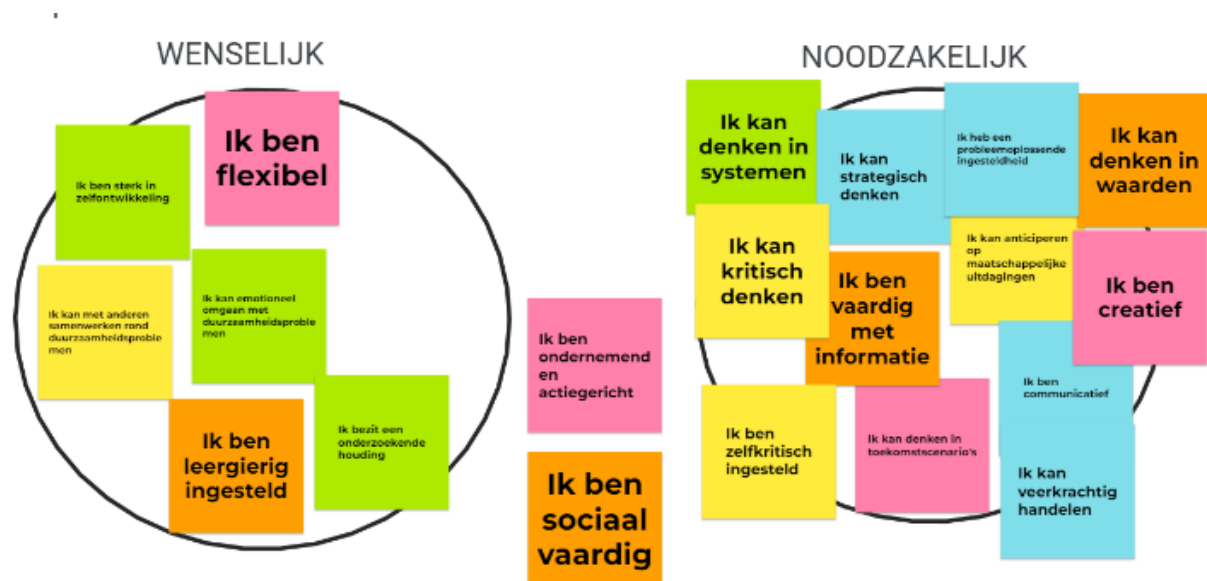 WENSELIJK
Ik ben
flexibel
Ik ben sterk in
zelfontwikkeling
Ik kan emotioneel
omgaan met
duurzaamheidsproble
men
Ik kan met anderen
samenwerken rond
duurzaamheidsproble
men
Ik ben
leergierig
ingesteld
Ik bezit een
onderzoekende
houding
Ik ben
ondernemend
en
actiegericht
Ik ben
sociaal
vaardig
NOODZAKELIJK
Ik kan
denken in
systemen
Ik kan
strategisch
denken
Ik heb een
probleemoplossende
ingesteldheid
Ik kan
denken in
waarden
Ik kan
kritisch
denken
Ik ben
vaardig
met
informatie
Ik kan anticiperen
op
maatschappelijke
uitdagingen
Ik ben
creatief
Ik ben
zelfkritisch
ingesteld
Ik kan denken in
toekomstscenario's
Ik ben
communicatief
Ik kan
veerkrachtig
handelen